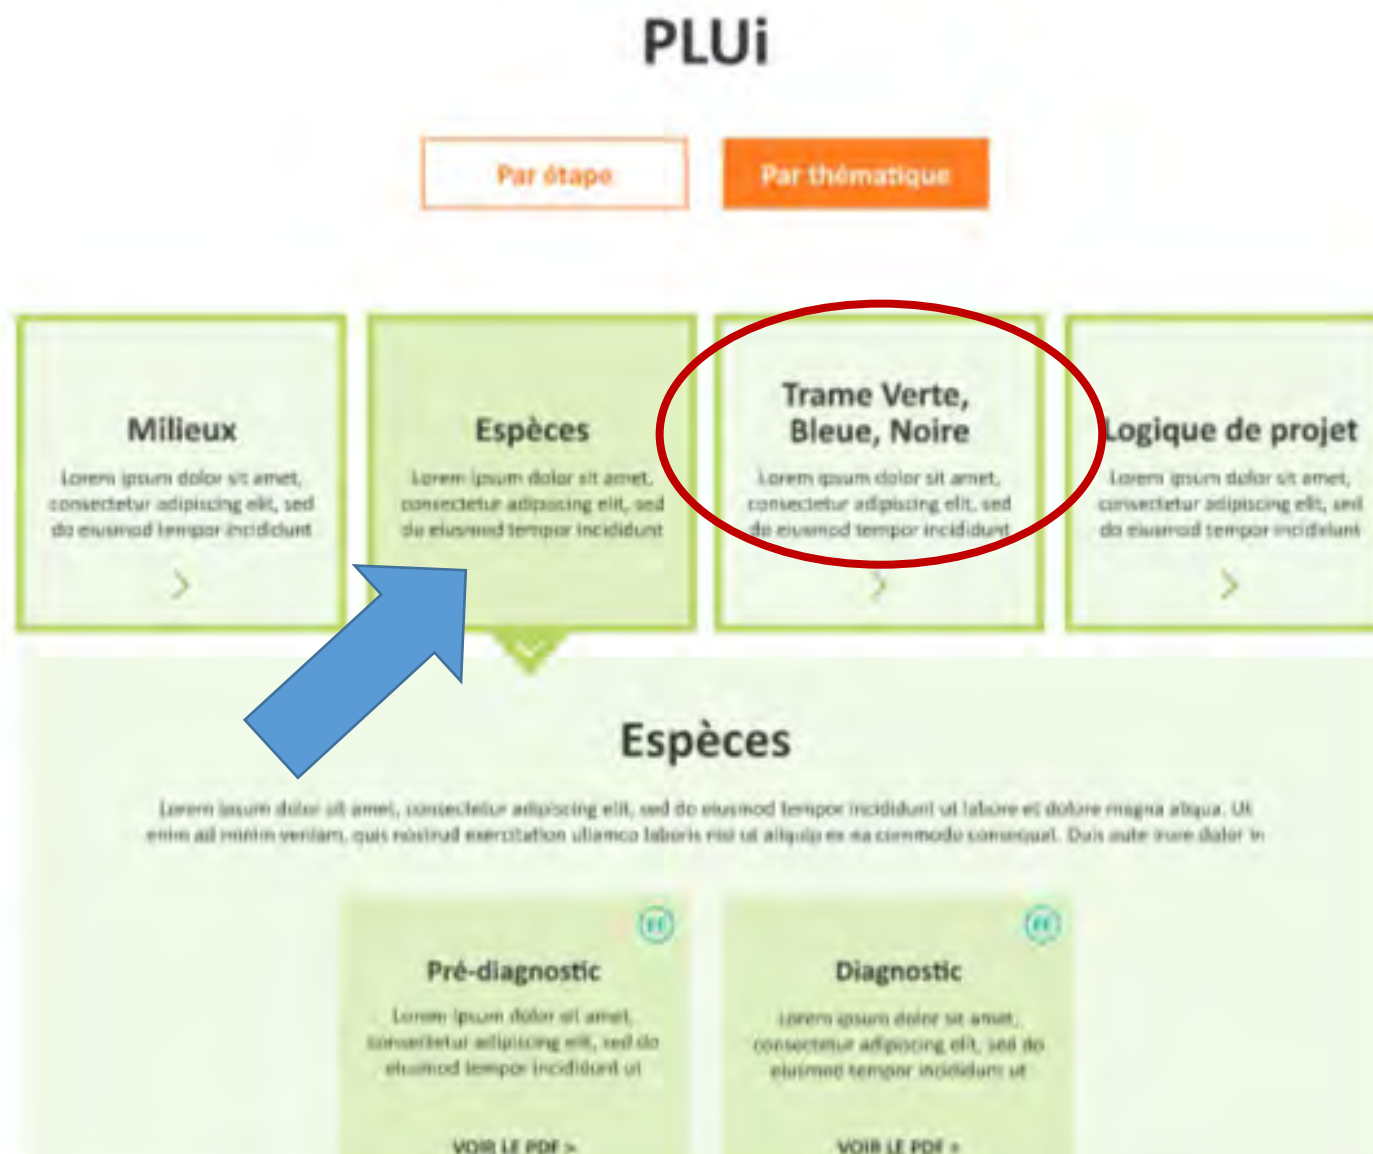 PLUi
Par étape
Par thématique
Milieux
Lorem ipsum dolor sit amet,
consectetur adipiscing elit, sed
do eiusmod tempor incididunt
Espèces
Lorem ipsum dolor sit amet,
consectetur adipiscing elit, sed
do eiusmod tempor incididunt
Trame Verte,
Bleue, Noire
Lorem ipsum dolor sit amet,
consectetur adipiscing elit, sed
do eiusmod tempor incididunt
Logique de projet
Lorem ipsum dolor sit amet,
consectetur adipiscing elit, sed
do eiusmod tempor incididunt
Espèces
Lorem ipsum dolor sit amet, consectetur adipiscing elit, sed do eiusmod tempor incididunt ut labore et dolore magna aliqua. Ut
enim ad minim veniam, quis nostrud exercitation ullamco laboris nisi ut aliquip ex ea commodo consequat. Duis aute irure dolor in
Pré-diagnostic
Lorem ipsum dolor sit amet,
consectetur adipiscing elit, sed do
eiusmod tempor incididunt ut
VOIR LE PDF >
Diagnostic
Lorem ipsum dolor sit amet,
consectetur adipiscing elit, sed do
eiusmod tempor incididunt ut
VOIR LE PDF >